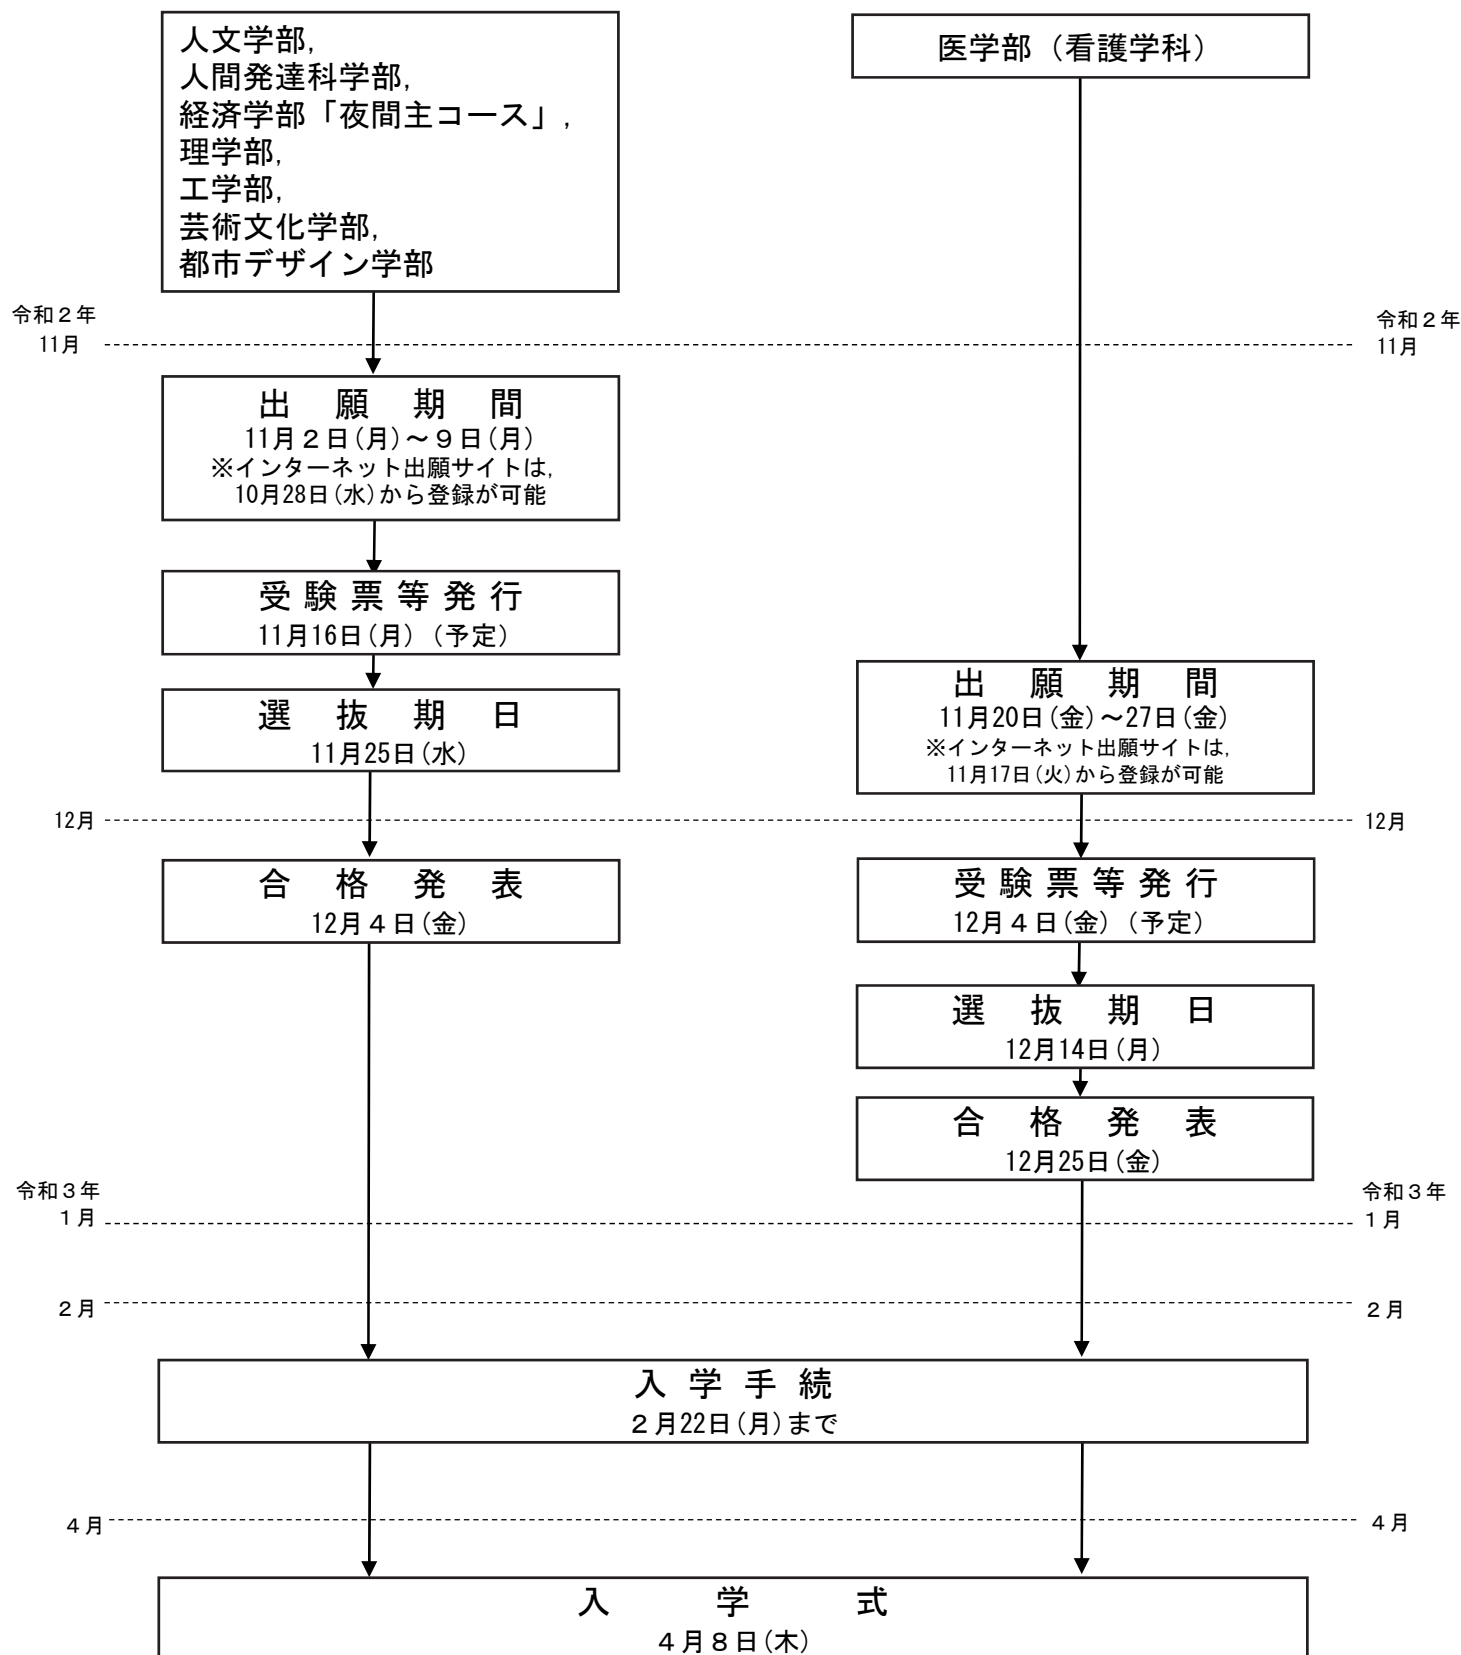 人文学部,
人間発達科学部,
経済学部「夜間主コース」,
理学部,
工学部,
芸術文化学部,
都市デザイン学部
医学部（看護学科）
令和２年
11月
令和２年
11月
出願期間
11月２日(月)～９日(月)
※インターネット出願サイトは,
10月28日(水)から登録が可能
受験票等発行
11月16日(月)（予定）
選抜期日
11月25日(水)
出願期間
11月20日(金)～27日(金)
※インターネット出願サイトは,
11月17日(火)から登録が可能
12月
12月
合格発表
12月４日(金)
受験票等発行
12月４日(金)（予定）
選抜期日
12月14日(月)
合格発表
12月25日(金)
令和３年
１月
令和３年
１月
２月
２月
入学手続
２月22日(月)まで
４月
４月
入学式
４月８日(木)